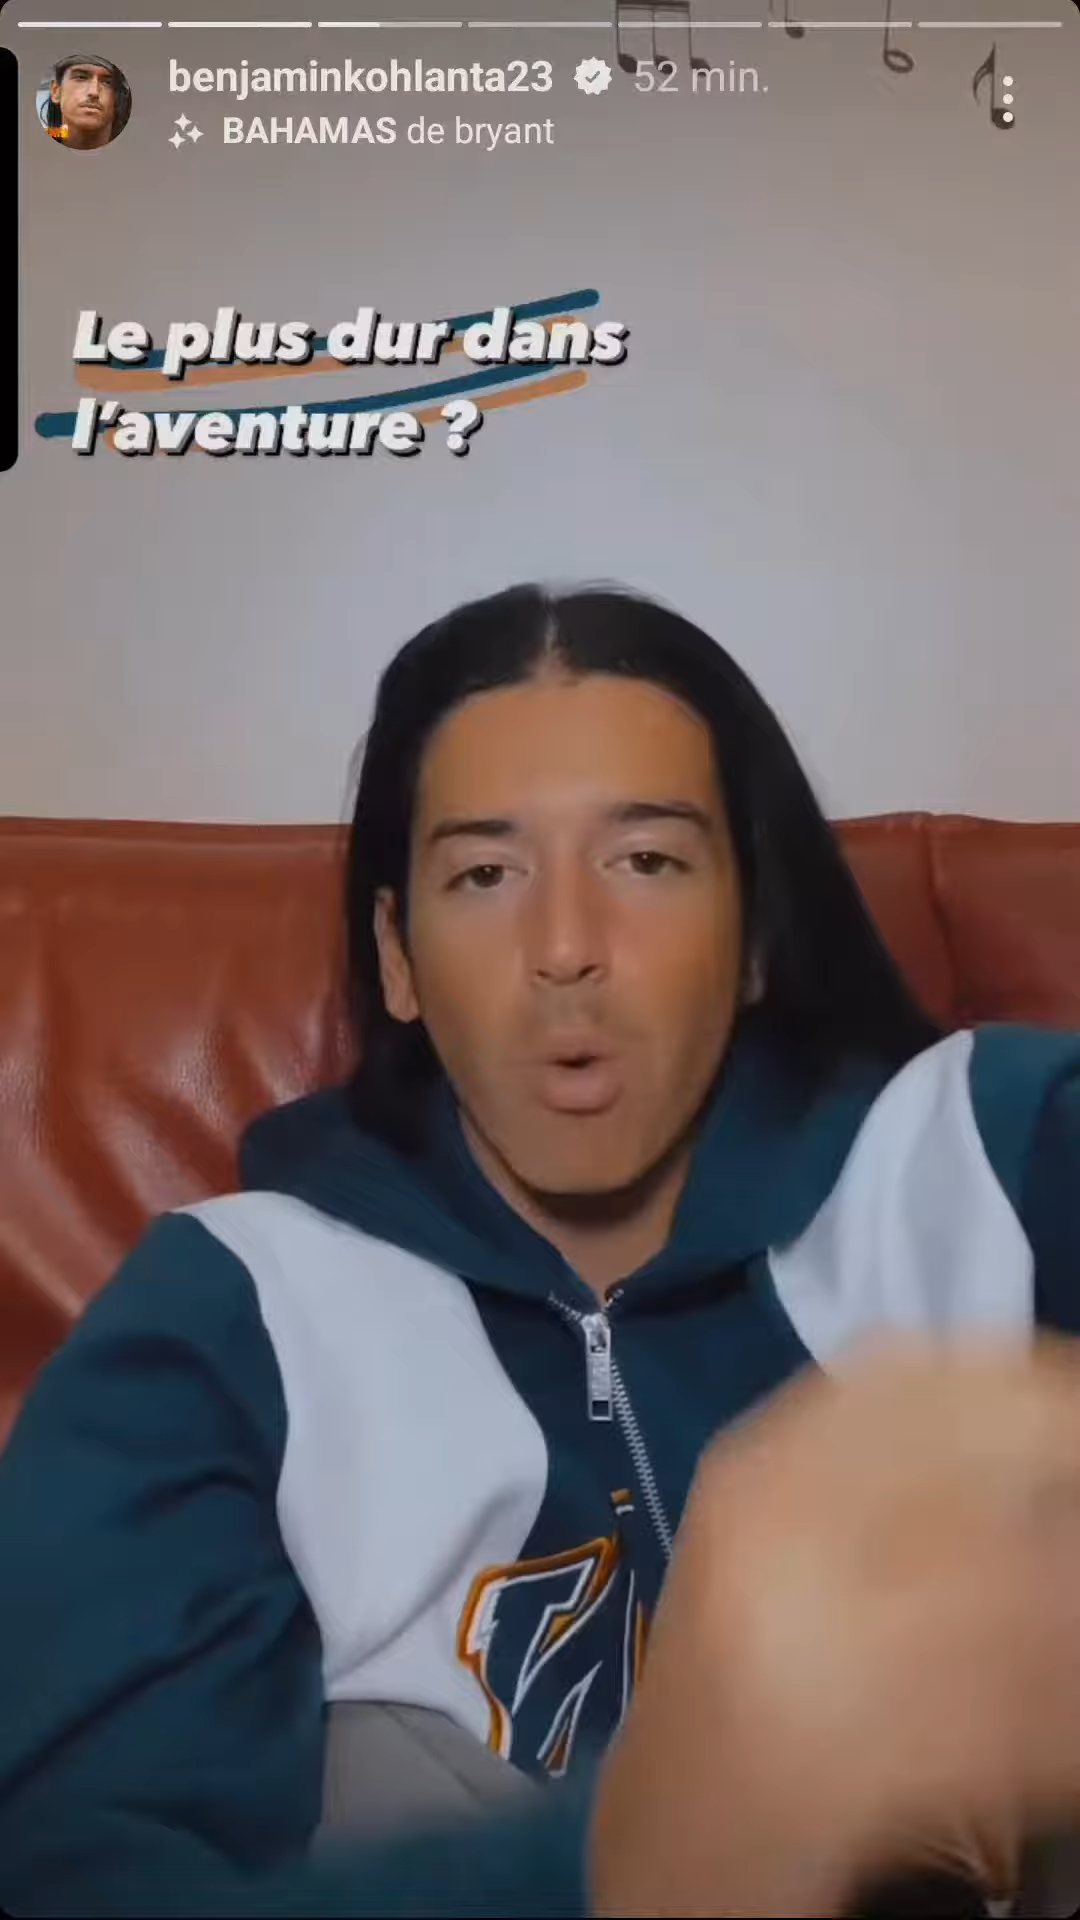 benjaminkohlanta23 52 min.
BAHAMAS de bryant
Le plus dur dans
l'aventure ?